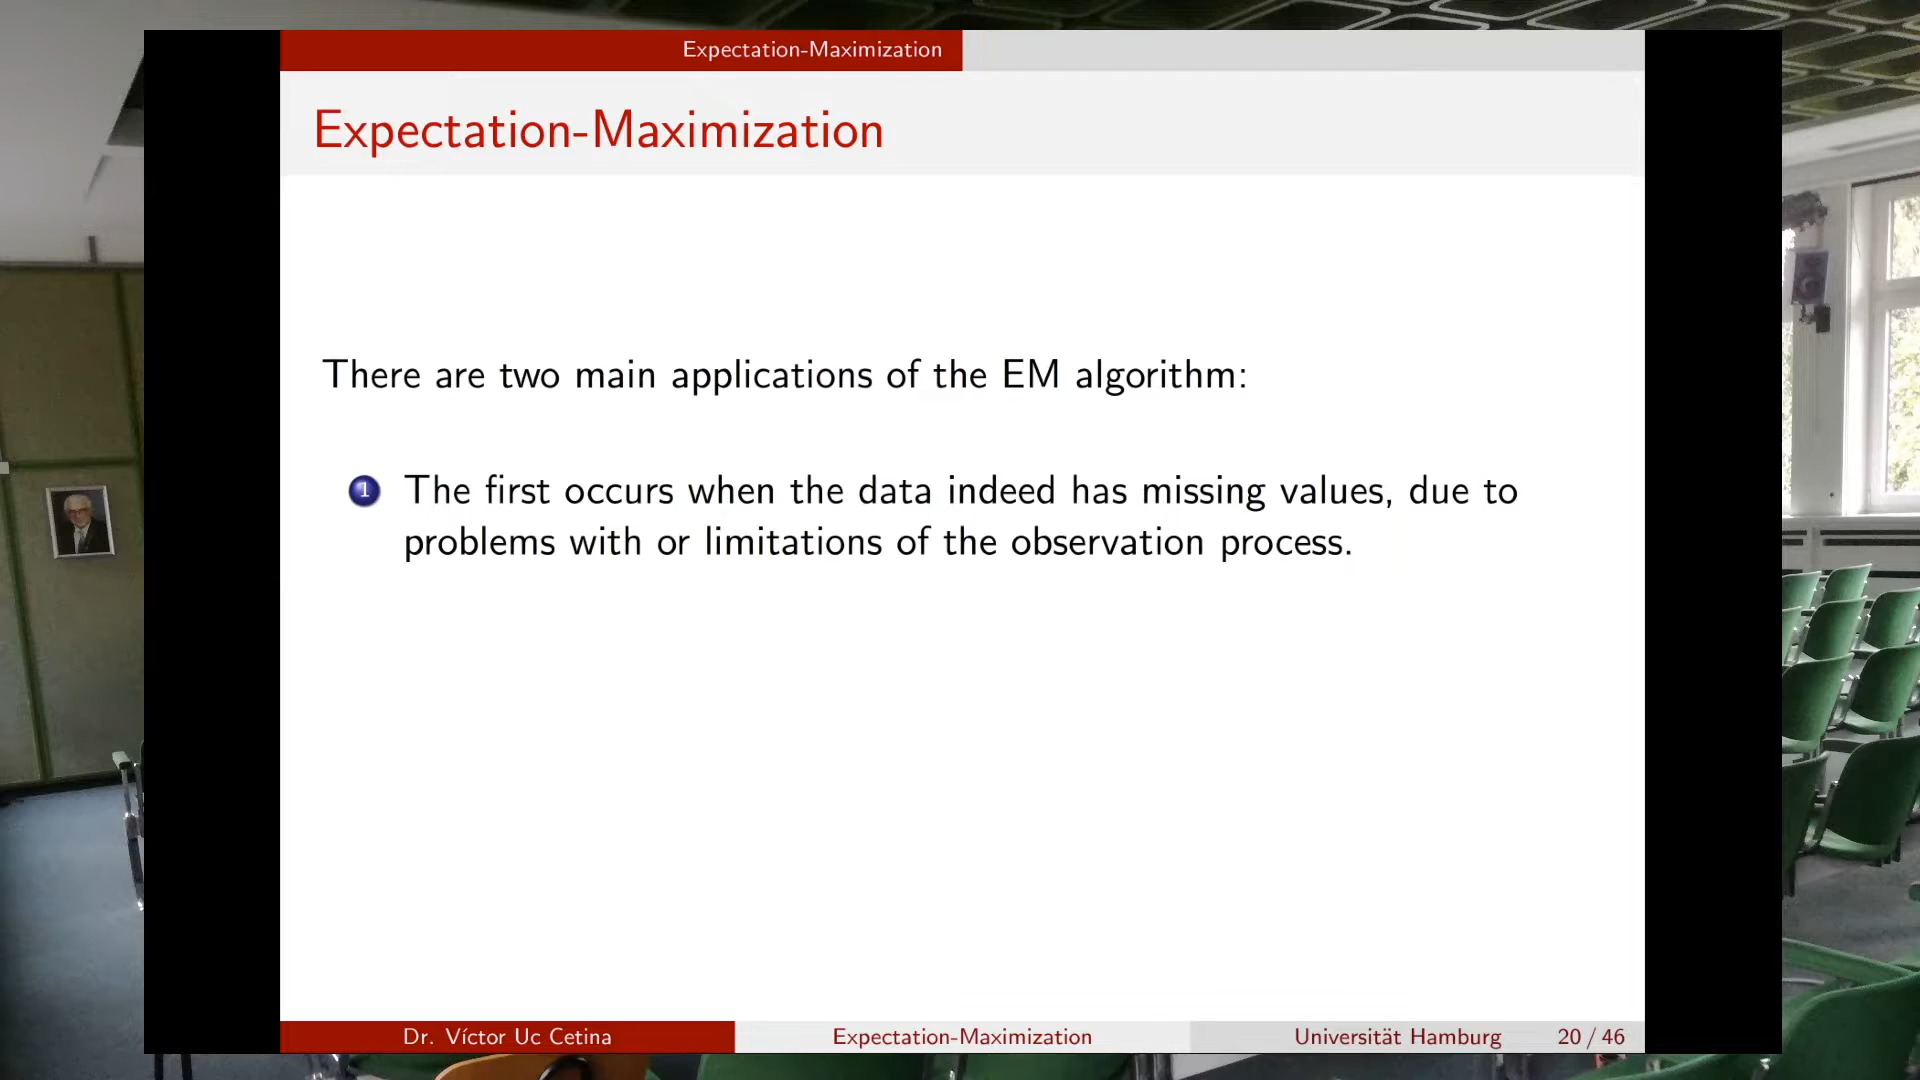 Expectation-Maximization
Expectation-Maximization
There are two main applications of the EM algorithm:
1 The first occurs when the data indeed has missing values, due to
problems with or limitations of the observation process.
Dr. Víctor Uc Cetina Expectation-Maximization Universität Hamburg 20 / 46